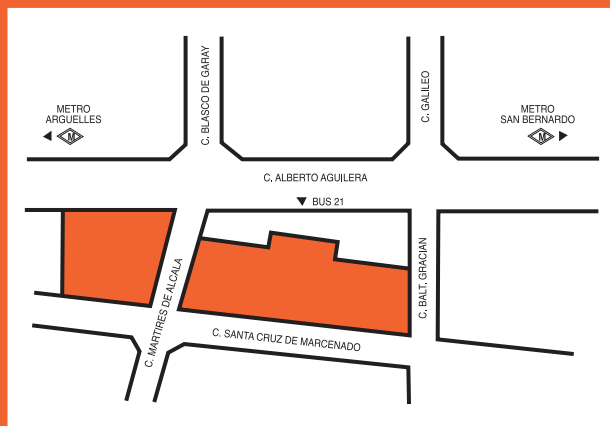 C. BLASCO DE GARAY
C. GALILEO
METRO
ARGUELLES
M
METRO
SAN BERNARDO
M
C. ALBERTO AGUILERA
BUS 21
C. MARTIRES DE ALCALA
C. BALT. GRACIAN
C. SANTA CRUZ DE MARCENADO